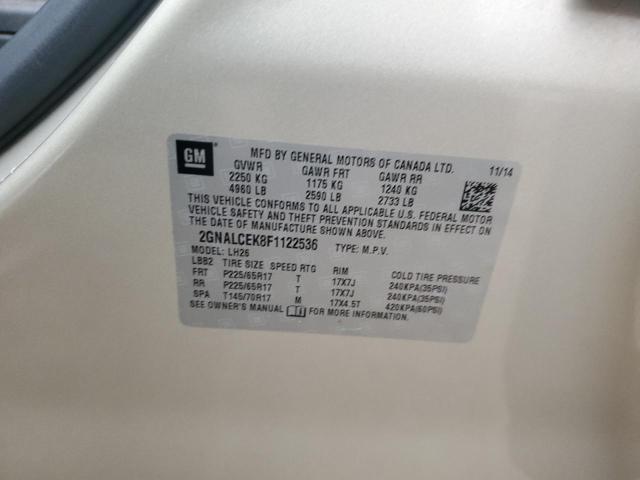 GM
MFD BY GENERAL MOTORS OF CANADA LTD. 11/14
GVWR GAWR FRT GAWR RR
2250 KG 1175 KG 1240 KG
4960 LB 2590 LB 2733 LB
THIS VEHICLE CONFORMS TO ALL APPLICABLE U.S. FEDERAL MOTOR
VEHICLE SAFETY AND THEFT PREVENTION STANDARDS IN EFFECT ON
THE DATE OF MANUFACTURE SHOWN ABOVE.
2GNALCEK8F1122536 TYPE: M.P.V.
MODEL: LH26
LBB2 TIRE SIZE SPEED RTG RIM COLD TIRE PRESSURE
FRT P225/65R17 T 17X7J 240KPA(35PSI)
RR P225/65R17 T 17X7J 240KPA(35PSI)
SPA T145/70R17 M 17X4.5T 420KPA(60PSI)
SEE OWNER'S MANUAL FOR MORE INFORMATION.